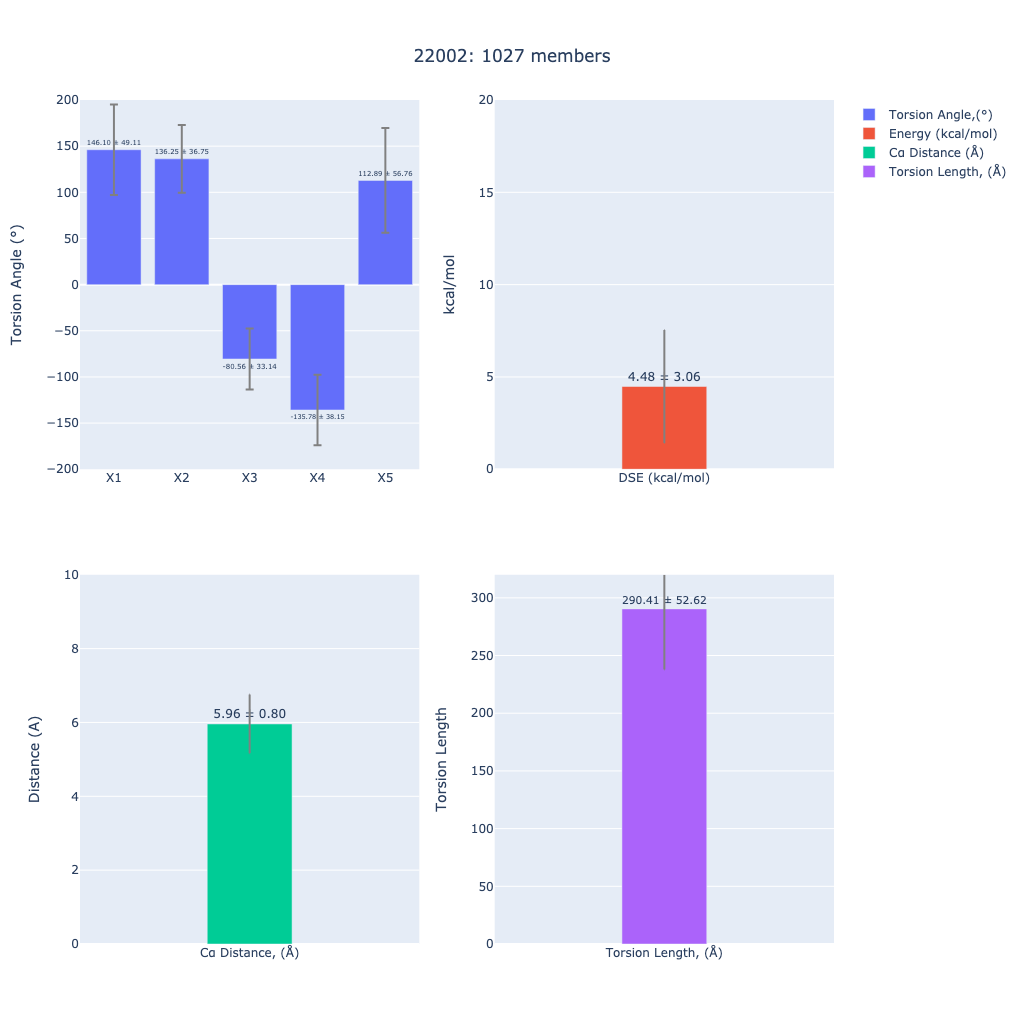 22002: 1027 members
Torsion Angle (°)
200
150
100
50
0
−50
−100
−150
−200
146.10 ± 49.11
136.25 ± 36.75
-80.56 ± 33.14
-135.78 ± 38.15
112.89 ± 56.76
X1
X2
X3
X4
X5
kcal/mol
20
15
10
5
0
4.48 ± 3.06
DSE (kcal/mol)
Torsion Angle,(°)
Energy (kcal/mol)
Cα Distance (Å)
Torsion Length, (Å)
Distance (A)
10
8
6
4
2
0
5.96 ± 0.80
Cα Distance, (Å)
Torsion Length
300
250
200
150
100
50
0
290.41 ± 52.62
Torsion Length, (Å)